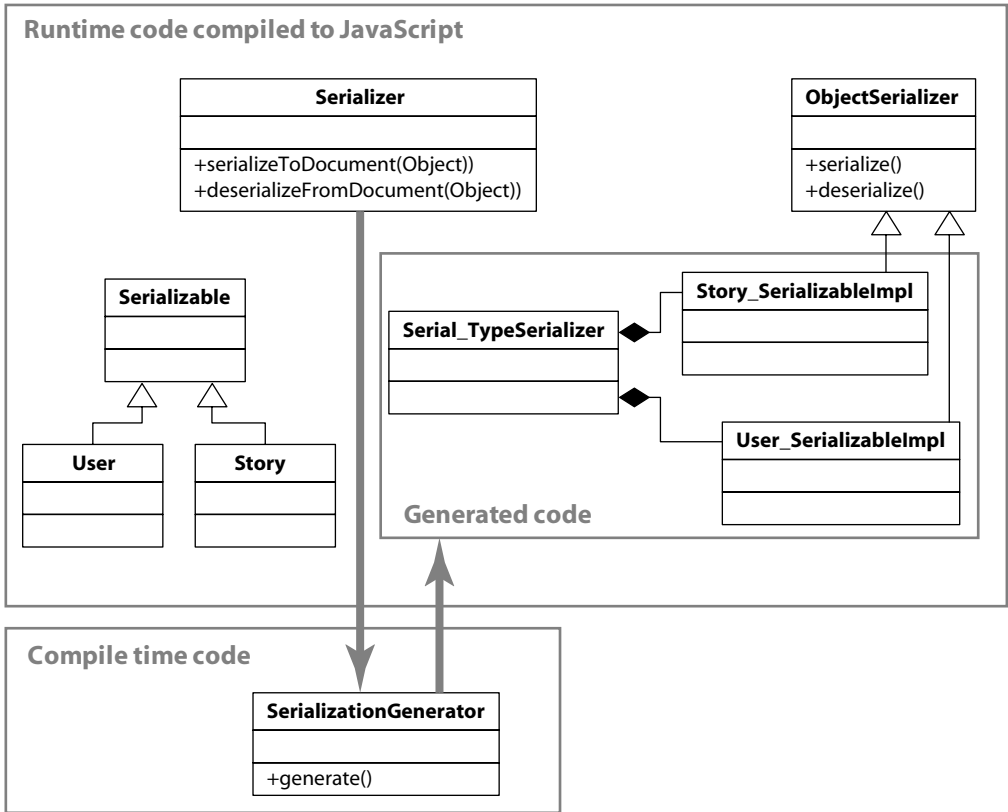 Runtime code compiled to JavaScript
Serializer
+serializeToDocument(Object))
+deserializeFromDocument(Object))
ObjectSerializer
+serialize()
+deserialize()
Serializable
User
Story
Serial_TypeSerializer
Story_SerializableImpl
User_SerializableImpl
Generated code
Compile time code
SerializationGenerator
+generate()